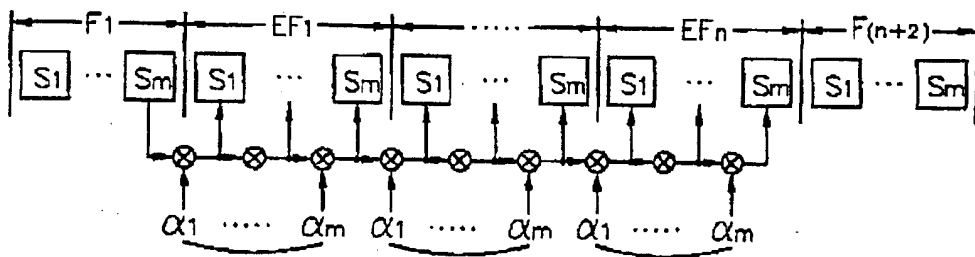 F1 EF1 ····· EFn F(n+2)
S1 ··· Sm S1 ··· Sm S1 ··· Sm S1 ··· Sm S1 ··· Sm
α1 ····· αm α1 ····· αm α1 ····· αm